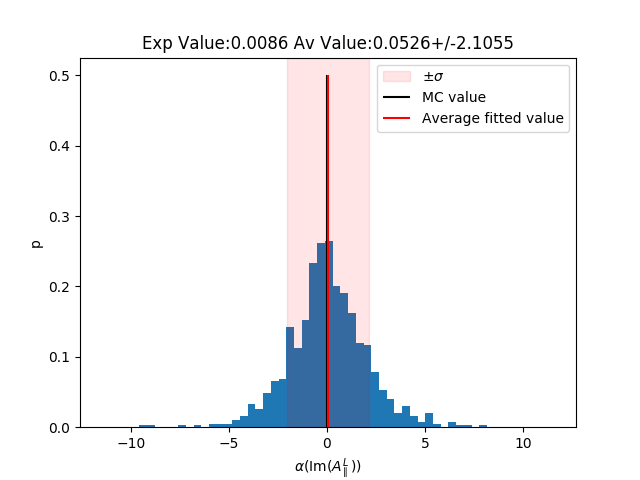 Exp Value:0.0086 Av Value:0.0526+/-2.1055
±σ
MC value
Average fitted value
0.5
0.4
0.3
0.2
0.1
0.0
p
−10
−5
0
5
10
α(Im(A∥ᴸ))